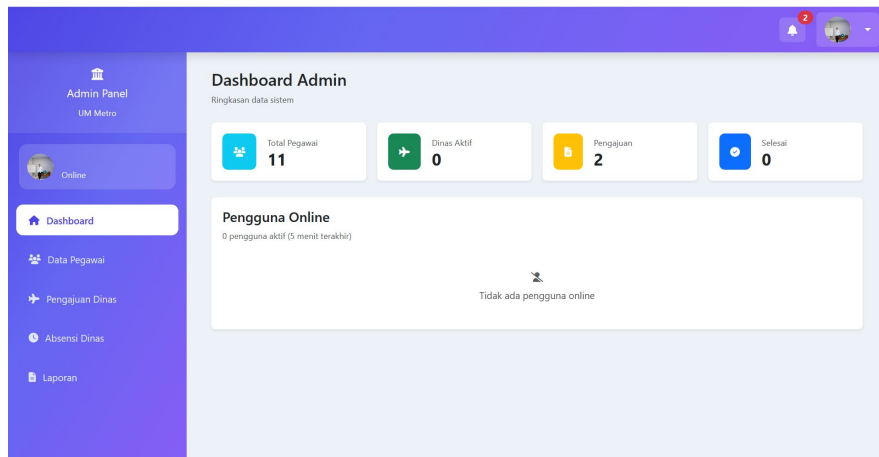 2
Admin Panel
UM Metro
Online
Dashboard
Data Pegawai
Pengajuan Dinas
Absensi Dinas
Laporan
Dashboard Admin
Ringkasan data sistem
Total Pegawai
11
Dinas Aktif
0
Pengajuan
2
Selesai
0
Pengguna Online
0 pengguna aktif (5 menit terakhir)
Tidak ada pengguna online